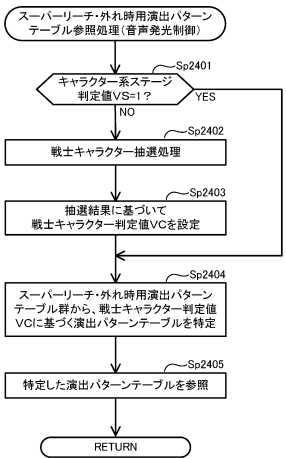 スーパーリーチ・外れ時用演出パターン
テーブル参照処理(音声発光制御)
Sp2401
キャラクター系ステージ
判定値VS=1?
YES
NO
Sp2402
戦士キャラクター抽選処理
Sp2403
抽選結果に基づいて
戦士キャラクター判定値VCを設定
Sp2404
スーパーリーチ・外れ時用演出パターン
テーブル群から、戦士キャラクター判定値
VCに基づく演出パターンテーブルを特定
Sp2405
特定した演出パターンテーブルを参照
RETURN